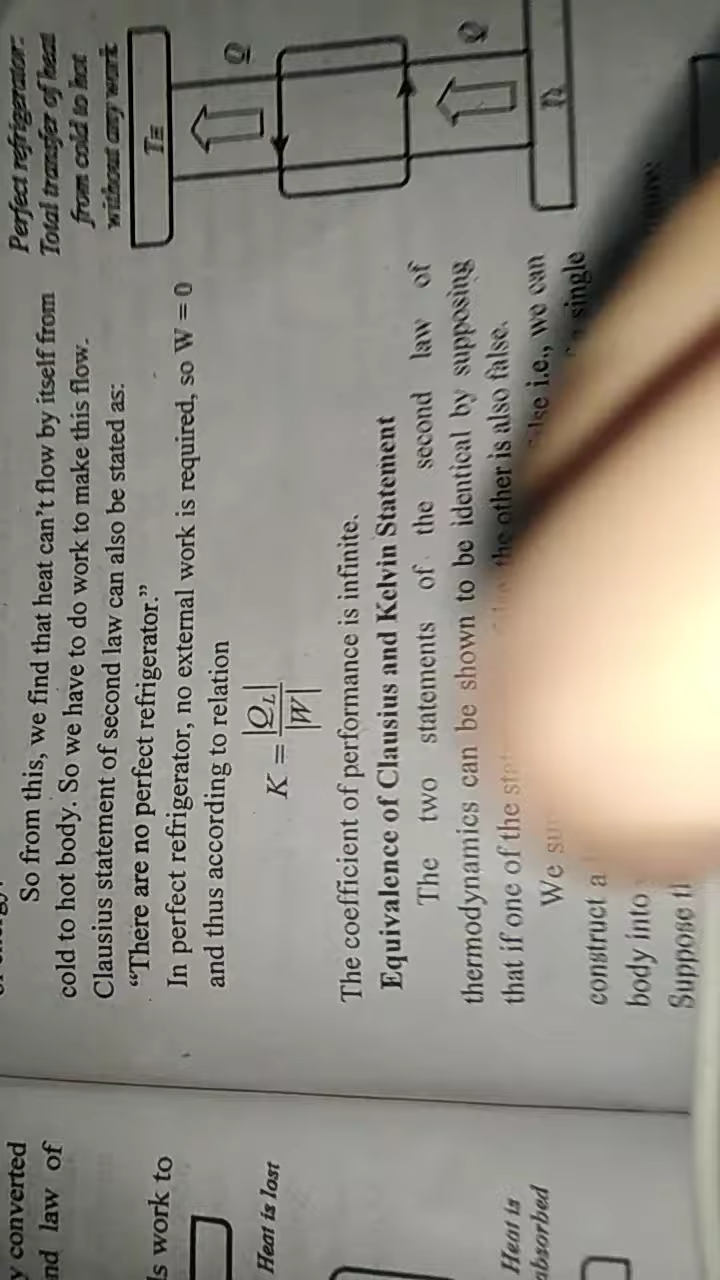 So from this, we find that heat can't flow by itself from
cold to hot body. So we have to do work to make this flow.
Clausius statement of second law can also be stated as:
"There are no perfect refrigerator."
In perfect refrigerator, no external work is required, so W = 0
and thus according to relation
K = |Q_L| / |W|
The coefficient of performance is infinite.
Equivalence of Clausius and Kelvin Statement
The two statements of the second law of
thermodynamics can be shown to be identical by supposing
that if one of the the other is also false.
We i.e., we can
construct a single
body into
Suppose
Perfect refrigerator:
Total transfer of heat
from cold to hot
without any work
T_H
Q
Q
y converted
nd law of
ls work to
Heat is lost
Heat is
absorbed